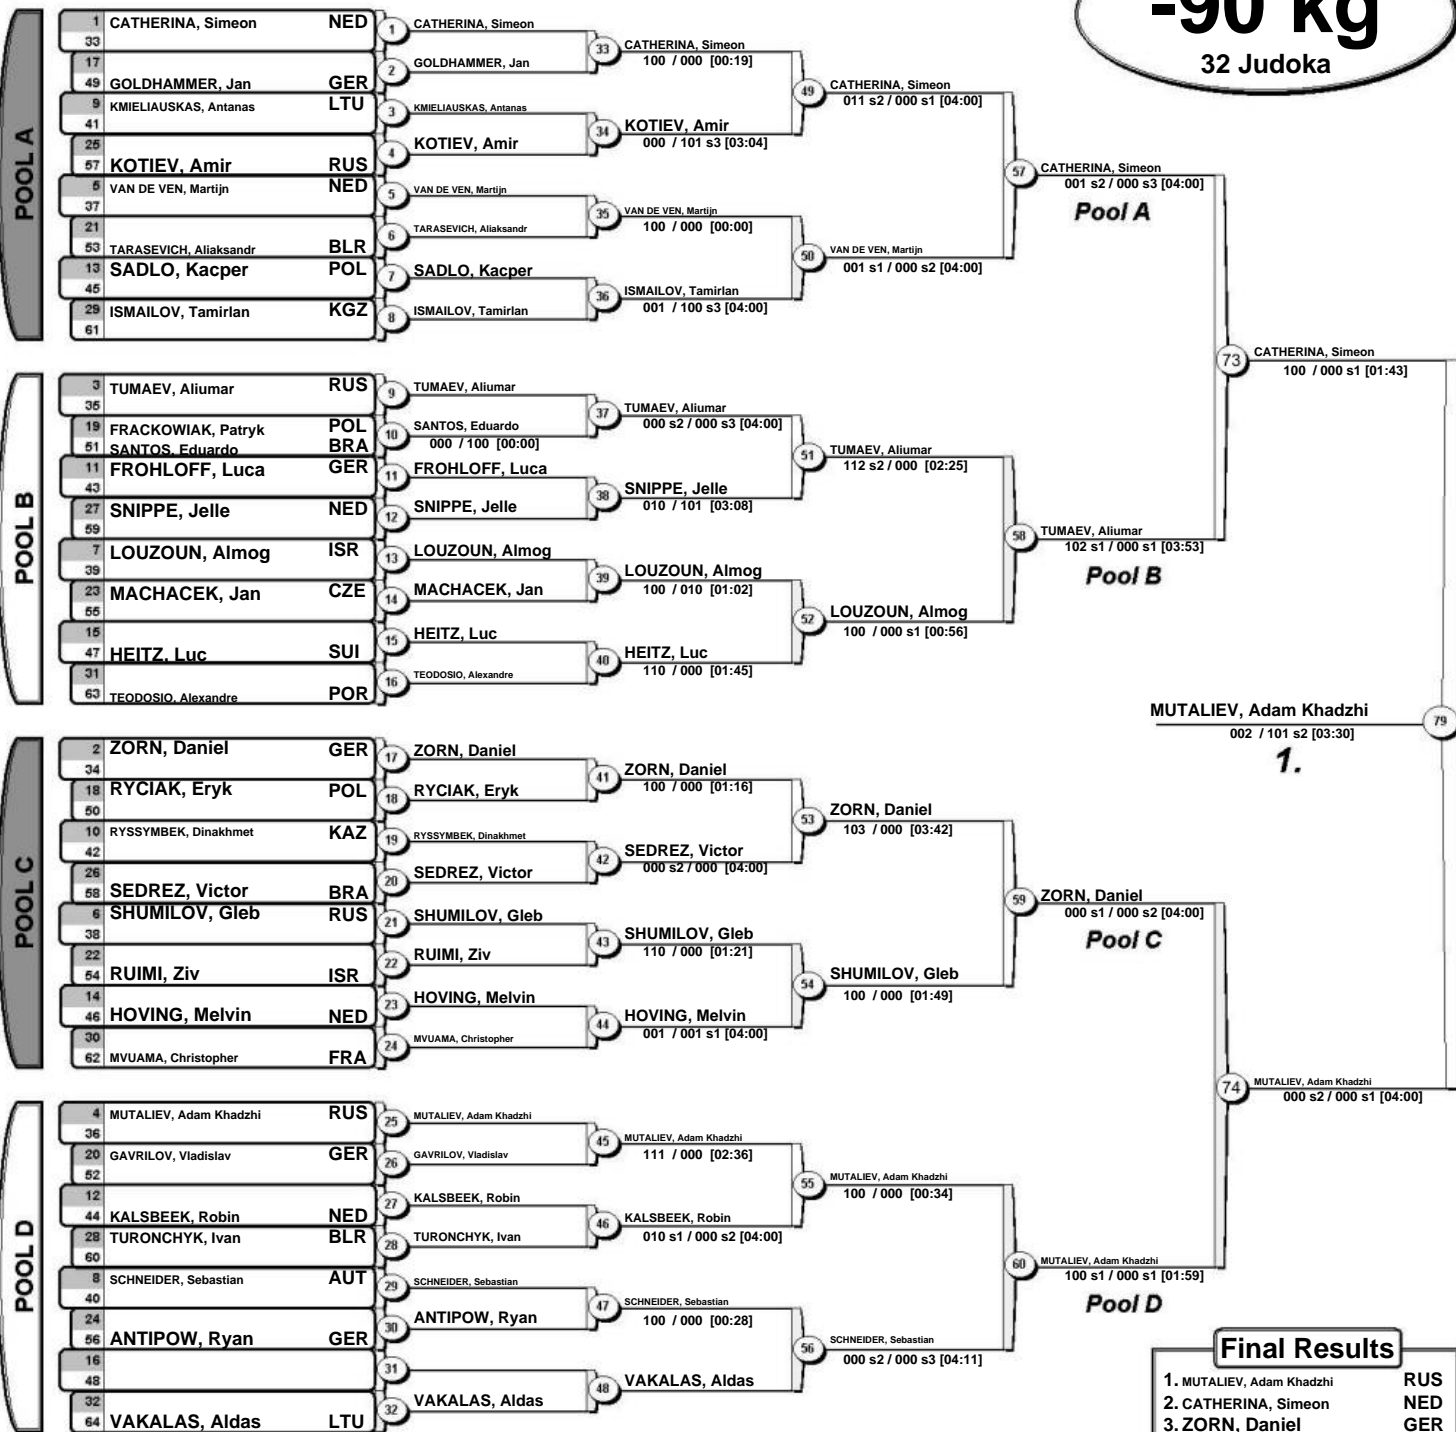 -90 kg
32 Judoka
POOL A
1 CATHERINA, Simeon NED
33
17
49 GOLDHAMMER, Jan GER
9 KMIELIAUSKAS, Antanas LTU
41
25
57 KOTIEV, Amir RUS
5 VAN DE VEN, Martijn NED
37
21
53 TARASEVICH, Aliaksandr BLR
13 SADLO, Kacper POL
45
29 ISMAILOV, Tamirlan KGZ
61
1 CATHERINA, Simeon
2 GOLDHAMMER, Jan
3 KMIELIAUSKAS, Antanas
4 KOTIEV, Amir
5 VAN DE VEN, Martijn
6 TARASEVICH, Aliaksandr
7 SADLO, Kacper
8 ISMAILOV, Tamirlan
33 CATHERINA, Simeon
100 / 000 [00:19]
34 KOTIEV, Amir
000 / 101 s3 [03:04]
35 VAN DE VEN, Martijn
100 / 000 [00:00]
36 ISMAILOV, Tamirlan
001 / 100 s3 [04:00]
49 CATHERINA, Simeon
011 s2 / 000 s1 [04:00]
50 VAN DE VEN, Martijn
001 s1 / 000 s2 [04:00]
57 CATHERINA, Simeon
001 s2 / 000 s3 [04:00]
Pool A
POOL B
3 TUMAEV, Aliumar RUS
35
19 FRACKOWIAK, Patryk POL
51 SANTOS, Eduardo BRA
11 FROHLOFF, Luca GER
43
27 SNIPPE, Jelle NED
59
7 LOUZOUN, Almog ISR
39
23 MACHACEK, Jan CZE
55
15
47 HEITZ, Luc SUI
31
63 TEODOSIO, Alexandre POR
9 TUMAEV, Aliumar
10 SANTOS, Eduardo
000 / 100 [00:00]
11 FROHLOFF, Luca
12 SNIPPE, Jelle
13 LOUZOUN, Almog
14 MACHACEK, Jan
15 HEITZ, Luc
16 TEODOSIO, Alexandre
37 TUMAEV, Aliumar
000 s2 / 000 s3 [04:00]
38 SNIPPE, Jelle
010 / 101 [03:08]
39 LOUZOUN, Almog
100 / 010 [01:02]
40 HEITZ, Luc
110 / 000 [01:45]
51 TUMAEV, Aliumar
112 s2 / 000 [02:25]
52 LOUZOUN, Almog
100 / 000 s1 [00:56]
58 TUMAEV, Aliumar
102 s1 / 000 s1 [03:53]
Pool B
73 CATHERINA, Simeon
100 / 000 s1 [01:43]
MUTALIEV, Adam Khadzhi 79
002 / 101 s2 [03:30]
1.
POOL C
2 ZORN, Daniel GER
34
18 RYCIAK, Eryk POL
50
10 RYSSYMBEK, Dinakhmet KAZ
42
26
58 SEDREZ, Victor BRA
6 SHUMILOV, Gleb RUS
38
22
54 RUIMI, Ziv ISR
14
46 HOVING, Melvin NED
30
62 MVUAMA, Christopher FRA
17 ZORN, Daniel
18 RYCIAK, Eryk
19 RYSSYMBEK, Dinakhmet
20 SEDREZ, Victor
21 SHUMILOV, Gleb
22 RUIMI, Ziv
23 HOVING, Melvin
24 MVUAMA, Christopher
41 ZORN, Daniel
100 / 000 [01:16]
42 SEDREZ, Victor
000 s2 / 000 [04:00]
43 SHUMILOV, Gleb
110 / 000 [01:21]
44 HOVING, Melvin
001 / 001 s1 [04:00]
53 ZORN, Daniel
103 / 000 [03:42]
54 SHUMILOV, Gleb
100 / 000 [01:49]
59 ZORN, Daniel
000 s1 / 000 s2 [04:00]
Pool C
POOL D
4 MUTALIEV, Adam Khadzhi RUS
36
20 GAVRILOV, Vladislav GER
52
12
44 KALSBEEK, Robin NED
28 TURONCHYK, Ivan BLR
60
8 SCHNEIDER, Sebastian AUT
40
24
56 ANTIPOW, Ryan GER
16
48
32
64 VAKALAS, Aldas LTU
25 MUTALIEV, Adam Khadzhi
26 GAVRILOV, Vladislav
27 KALSBEEK, Robin
28 TURONCHYK, Ivan
29 SCHNEIDER, Sebastian
30 ANTIPOW, Ryan
31
32 VAKALAS, Aldas
45 MUTALIEV, Adam Khadzhi
111 / 000 [02:36]
46 KALSBEEK, Robin
010 s1 / 000 s2 [04:00]
47 SCHNEIDER, Sebastian
100 / 000 [00:28]
48 VAKALAS, Aldas
55 MUTALIEV, Adam Khadzhi
100 / 000 [00:34]
56 SCHNEIDER, Sebastian
000 s2 / 000 s3 [04:11]
60 MUTALIEV, Adam Khadzhi
100 s1 / 000 s1 [01:59]
Pool D
74 MUTALIEV, Adam Khadzhi
000 s2 / 000 s1 [04:00]
Final Results
1. MUTALIEV, Adam Khadzhi RUS
2. CATHERINA, Simeon NED
3. ZORN, Daniel GER